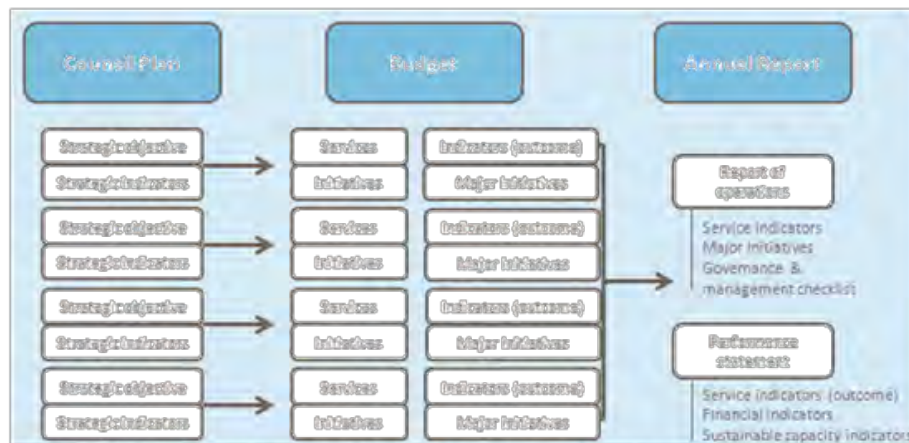 Council Plan
Budget
Annual Report
Strategic objective
Services
Indicators (outcome)
Strategic Indicators
Initiatives
Major Initiatives
Strategic objective
Services
Indicators (outcome)
Strategic Indicators
Initiatives
Major Initiatives
Strategic objective
Services
Indicators (outcome)
Strategic Indicators
Initiatives
Major Initiatives
Strategic objective
Services
Indicators (outcome)
Strategic Indicators
Initiatives
Major Initiatives
Report of
operations
Service Indicators
Major Initiatives
Governance &
management checklist
Performance
statement
Service indicators (outcome)
Financial indicators
Sustainable capacity indicators